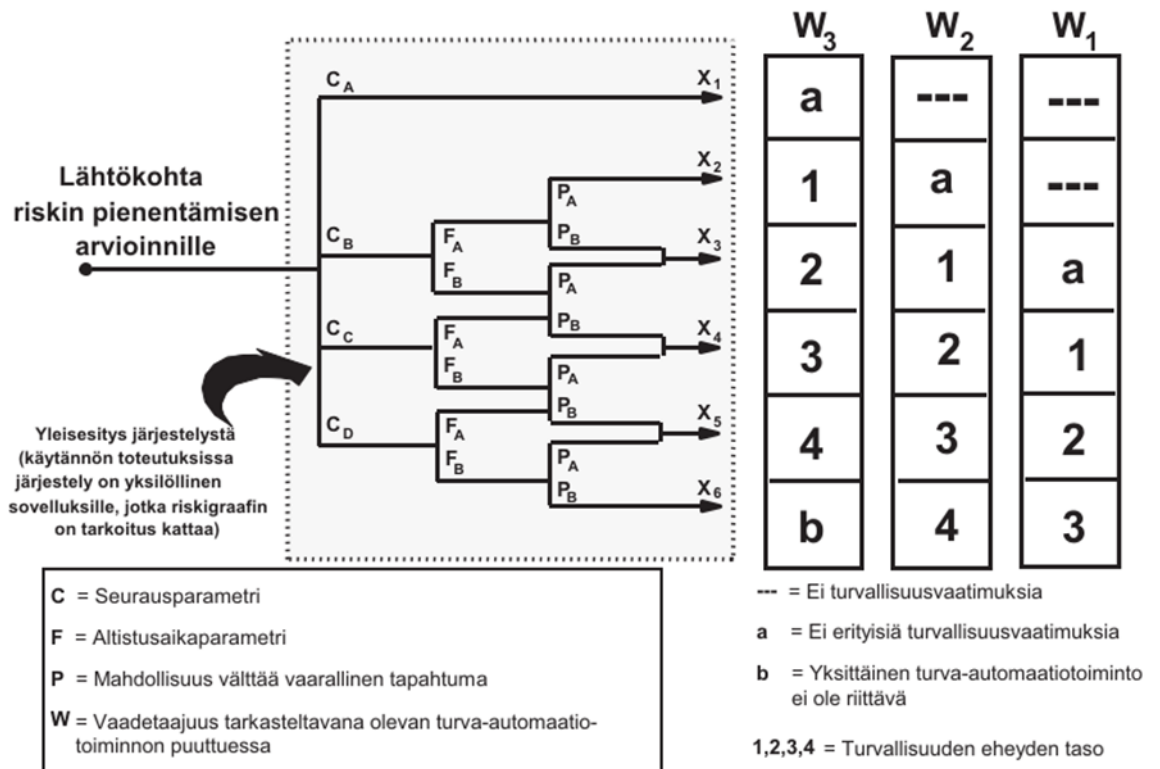 W3 W2 W1
CA X1 a --- ---
X2 1 a ---
PA
Lähtökohta
riskin pienentämisen
arvioinnille
CB FA PB X3 2 1 a
FB PA
CC FA PB X4 3 2 1
FB PA
CD FA PB X5 4 3 2
FB PA
PB X6 b 4 3
Yleisesitys järjestelystä
(käytännön toteutuksissa
järjestely on yksilöllinen
sovelluksille, jotka riskigraafin
on tarkoitus kattaa)
C = Seurausparametri
F = Altistusaikaparametri
P = Mahdollisuus välttää vaarallinen tapahtuma
W = Vaadetaajuus tarkasteltavana olevan turva-automaatio-
toiminnon puuttuessa
--- = Ei turvallisuusvaatimuksia
a = Ei erityisiä turvallisuusvaatimuksia
b = Yksittäinen turva-automaatiotoiminto
ei ole riittävä
1,2,3,4 = Turvallisuuden eheyden taso